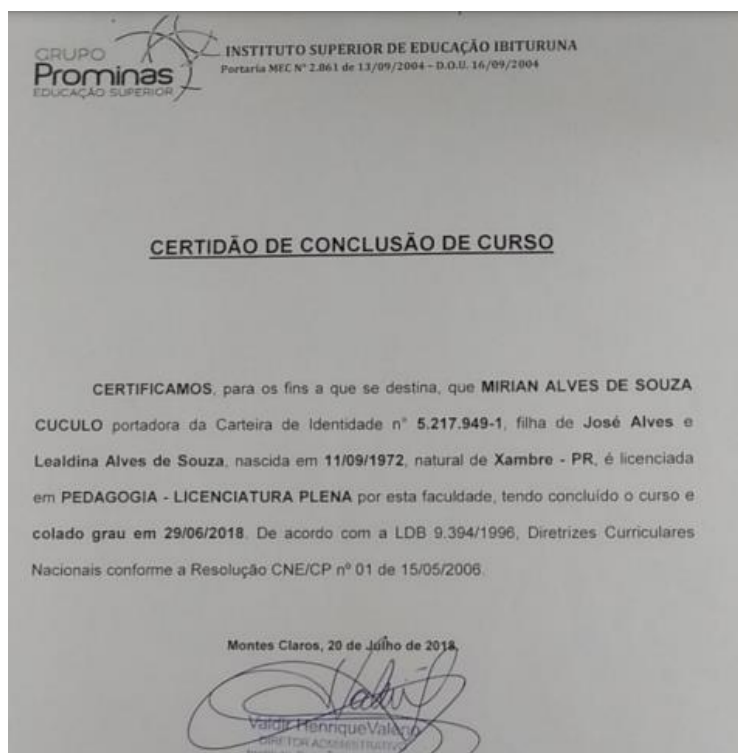 GRUPO
Prominas
EDUCAÇÃO SUPERIOR
INSTITUTO SUPERIOR DE EDUCAÇÃO IBITURUNA
Portaria MEC Nº 2.861 de 13/09/2004 – D.O.U. 16/09/2004
CERTIDÃO DE CONCLUSÃO DE CURSO
CERTIFICAMOS, para os fins a que se destina, que MIRIAN ALVES DE SOUZA
CUCULO portadora da Carteira de Identidade n° 5.217.949-1, filha de José Alves e
Lealdina Alves de Souza, nascida em 11/09/1972, natural de Xambre - PR, é licenciada
em PEDAGOGIA - LICENCIATURA PLENA por esta faculdade, tendo concluído o curso e
colado grau em 29/06/2018. De acordo com a LDB 9.394/1996, Diretrizes Curriculares
Nacionais conforme a Resolução CNE/CP nº 01 de 15/05/2006.
Montes Claros, 20 de Julho de 2018.
Valdir Henrique Valério
DIRETOR ADMINISTRATIVO